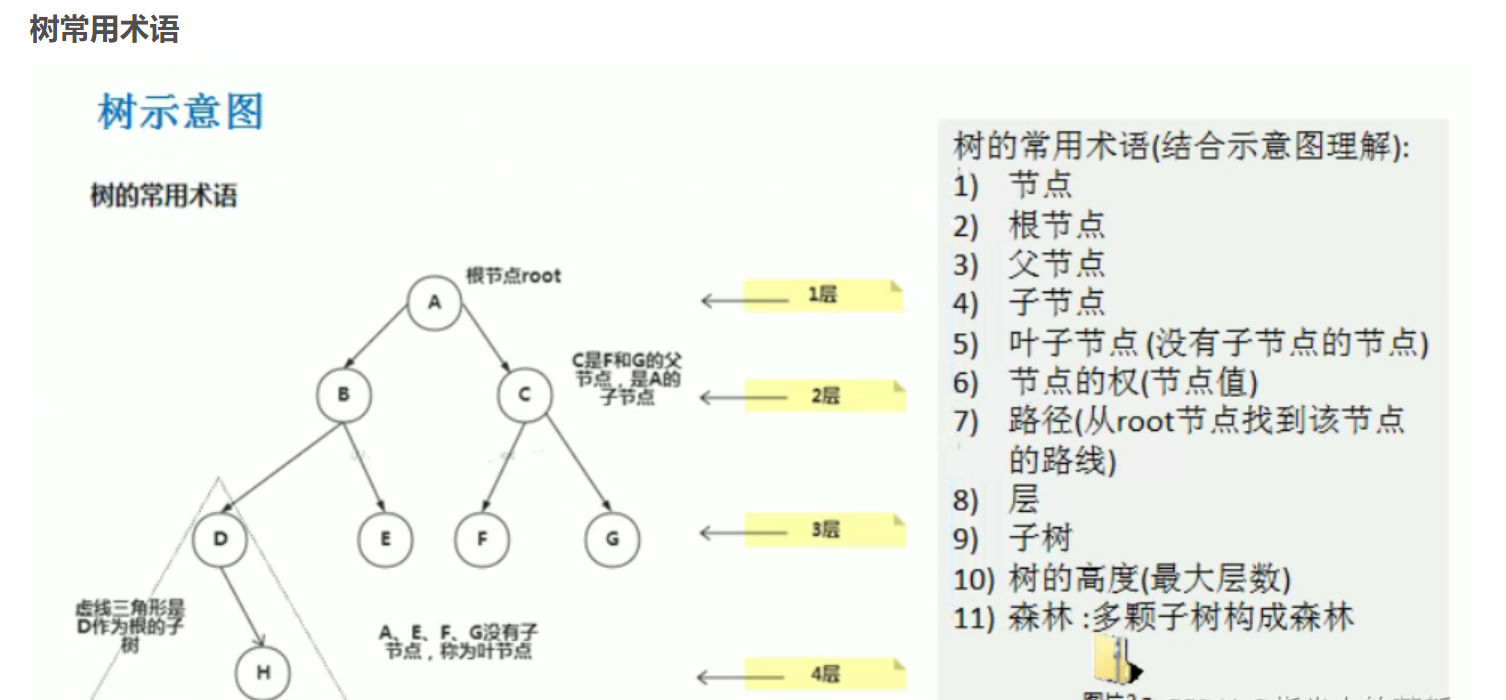 树常用术语
树示意图
树的常用术语
根节点root
A
1层
C是F和G的父
节点，是A的
子节点
B
C
2层
D
E
F
G
3层
虚线三角形是
D作为根的子
树
A、E、F、G没有子
节点，称为叶节点
H
4层
树的常用术语(结合示意图理解):
1) 节点
2) 根节点
3) 父节点
4) 子节点
5) 叶子节点 (没有子节点的节点)
6) 节点的权(节点值)
7) 路径(从root节点找到该节点
的路线)
8) 层
9) 子树
10) 树的高度(最大层数)
11) 森林 :多颗子树构成森林